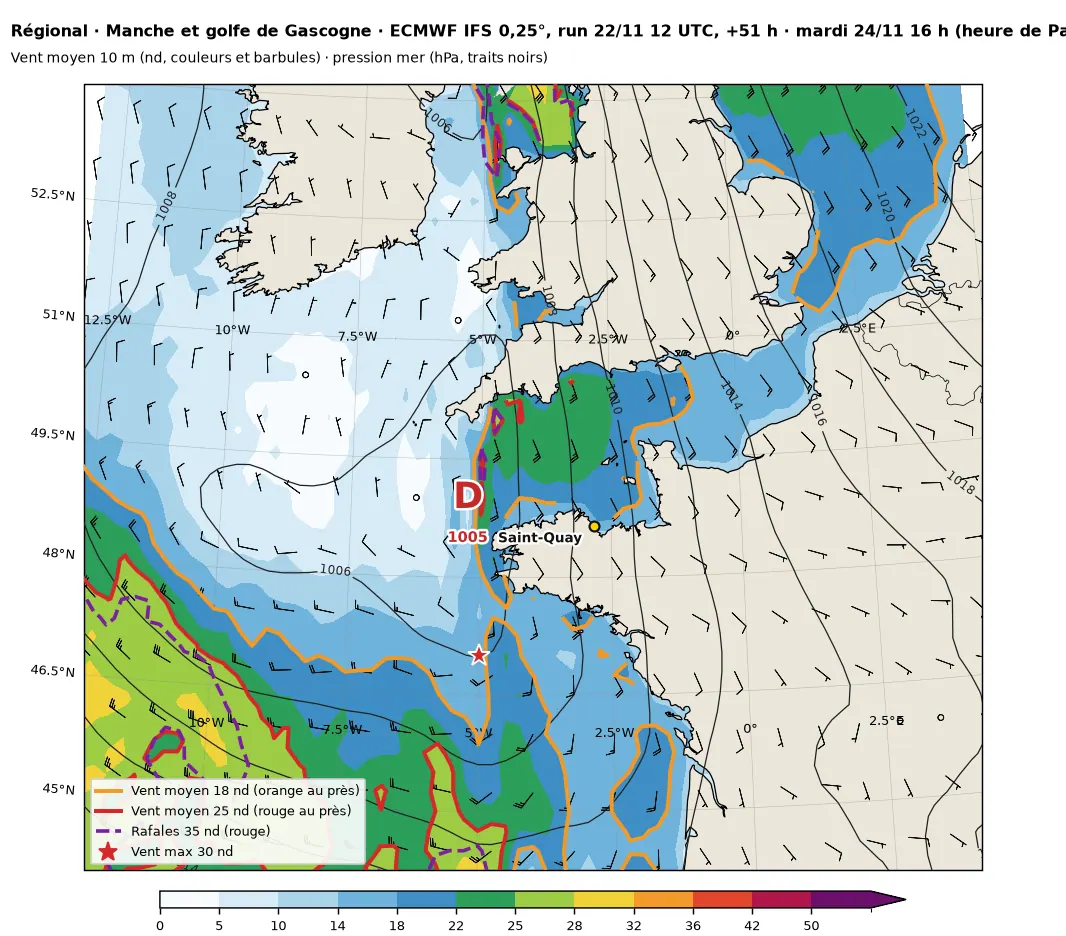 Régional · Manche et golfe de Gascogne · ECMWF IFS 0,25°, run 22/11 12 UTC, +51 h · mardi 24/11 16 h (heure de Pa
Vent moyen 10 m (nd, couleurs et barbules) · pression mer (hPa, traits noirs)
1006
1022
52.5°N
1008
1020
51°N
12.5°W
10°W
7.5°W
5°W
2.5°W
0°
2.5°E
1010
1014
1016
49.5°N
1018
D
1005
Saint-Quay
48°N
1006
46.5°N
10°W
7.5°W
5°W
2.5°W
0°
2.5°E
45°N
Vent moyen 18 nd (orange au près)
Vent moyen 25 nd (rouge au près)
Rafales 35 nd (rouge)
Vent max 30 nd
0 5 10 14 18 22 25 28 32 36 42 50